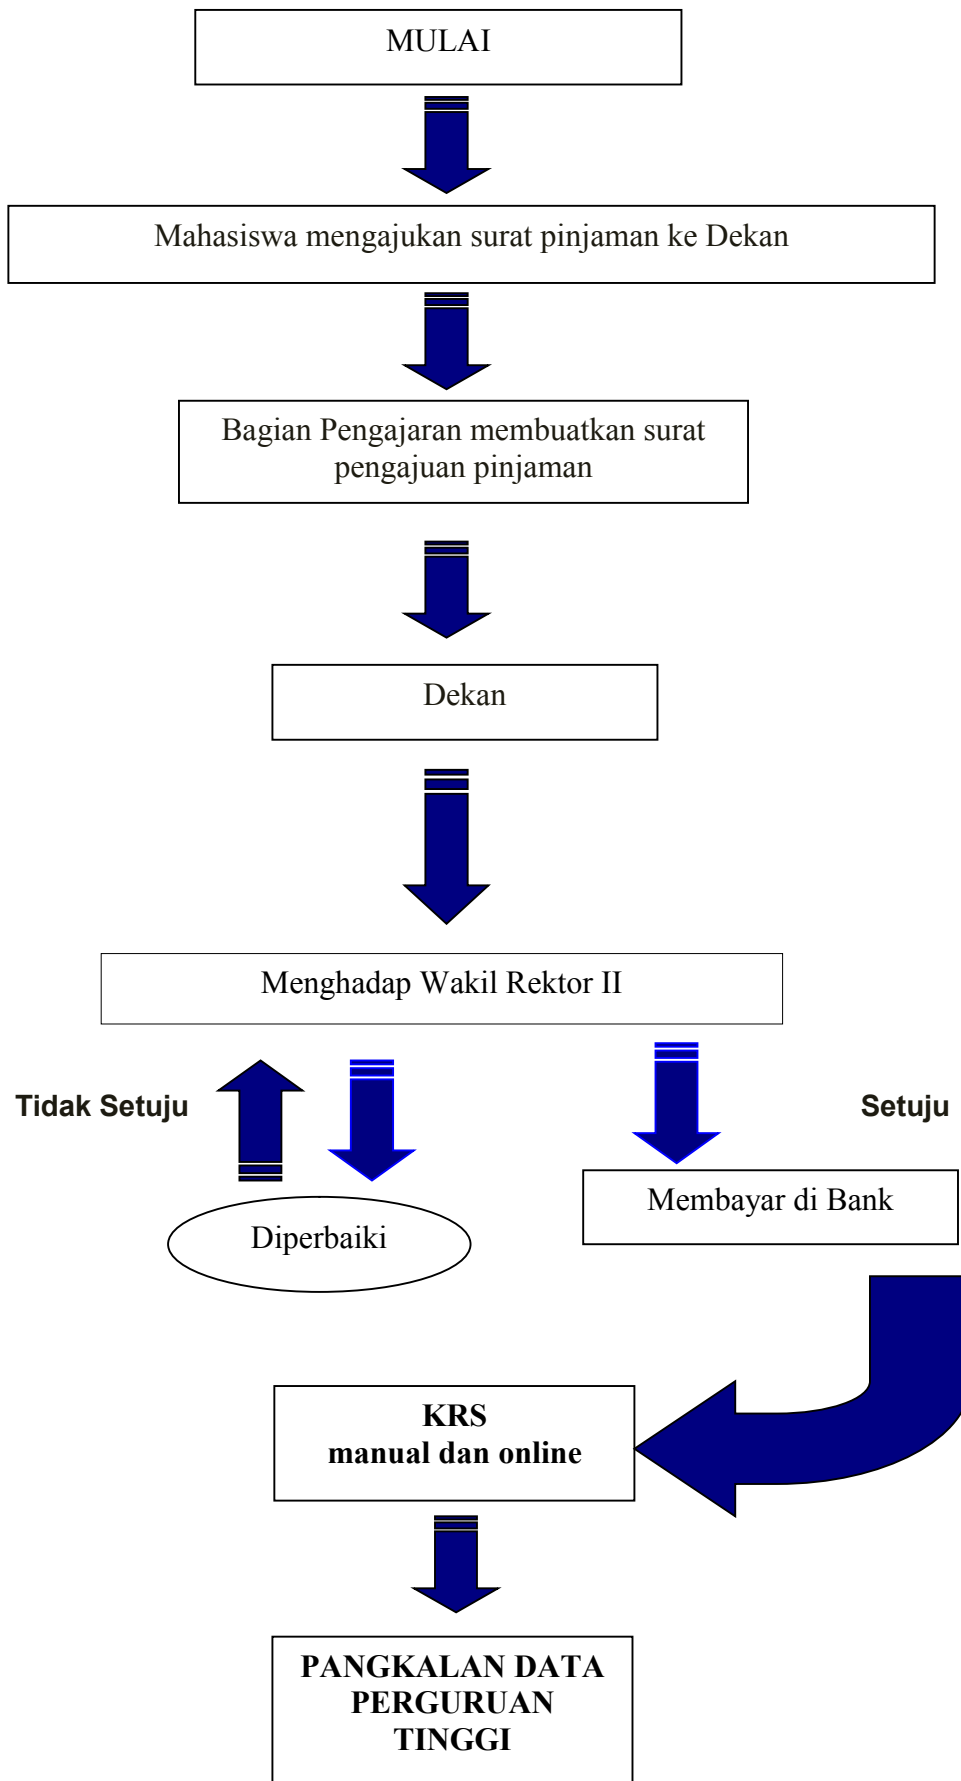 MULAI
Mahasiswa mengajukan surat pinjaman ke Dekan
Bagian Pengajaran membuatkan surat
pengajuan pinjaman
Dekan
Menghadap Wakil Rektor II
Tidak Setuju
Setuju
Membayar di Bank
Diperbaiki
KRS
manual dan online
PANGKALAN DATA
PERGURUAN
TINGGI